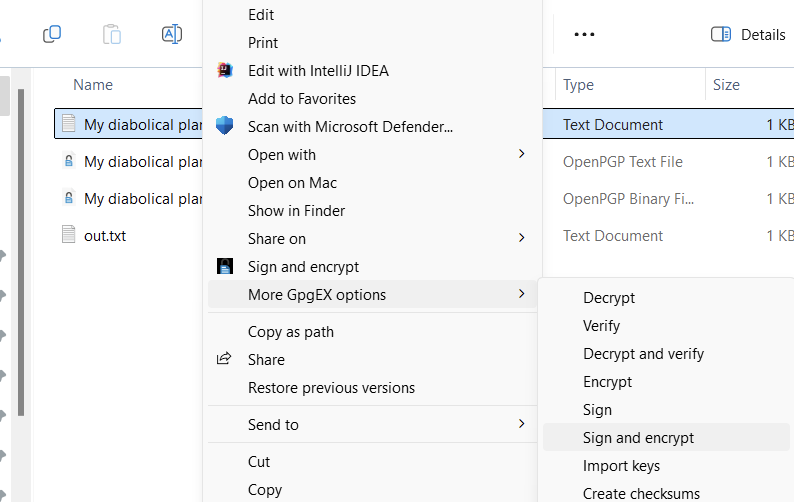 Edit
Print
Edit with IntelliJ IDEA
Add to Favorites
Scan with Microsoft Defender...
Open with
Open on Mac
Show in Finder
Share on
Sign and encrypt
More GpgEX options
Copy as path
Share
Restore previous versions
Send to
Cut
Copy
Details
Name
Type
Size
My diabolical plan
Text Document
1 KB
My diabolical plan
OpenPGP Text File
1 KB
My diabolical plan
OpenPGP Binary Fi...
1 KB
out.txt
Text Document
1 KB
Decrypt
Verify
Decrypt and verify
Encrypt
Sign
Sign and encrypt
Import keys
Create checksums